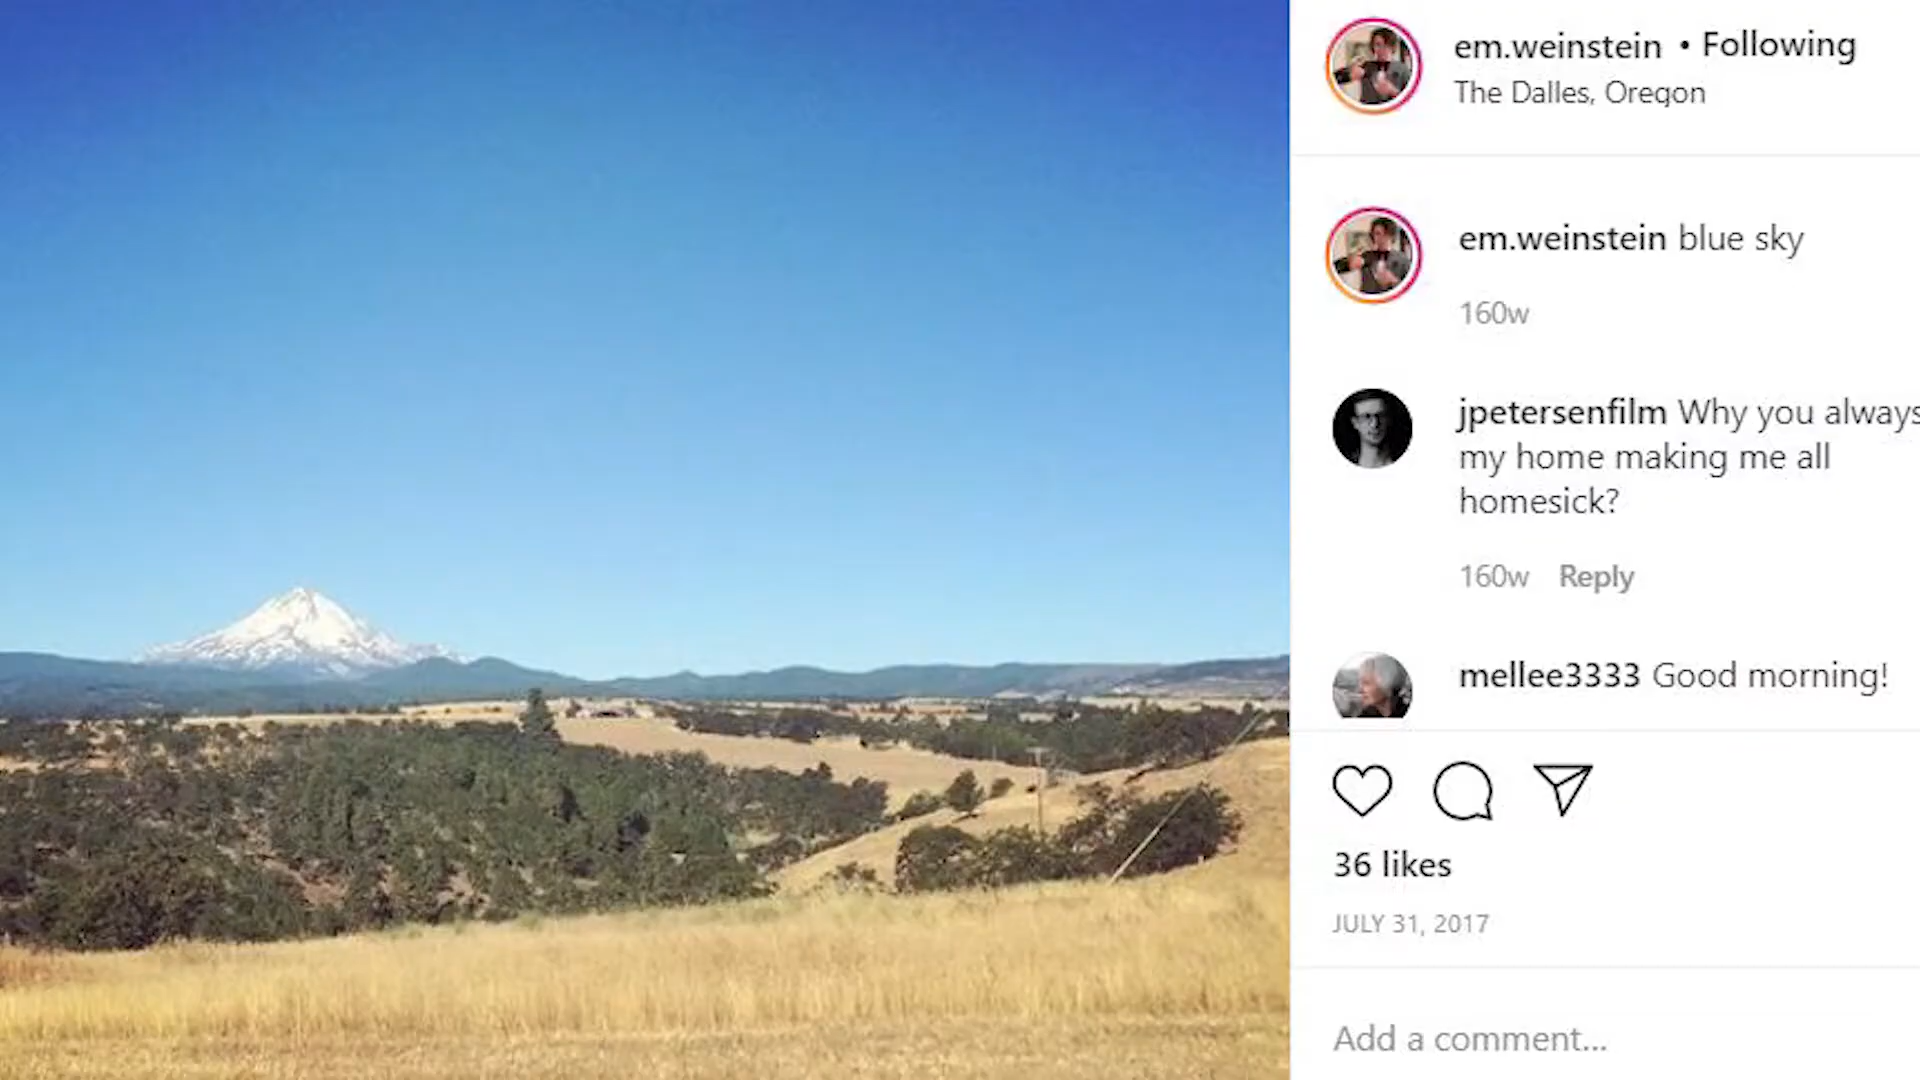 em.weinstein • Following
The Dalles, Oregon
em.weinstein blue sky
160w
jpetersenfilm Why you always
my home making me all
homesick?
160w Reply
mellee3333 Good morning!
36 likes
JULY 31, 2017
Add a comment...